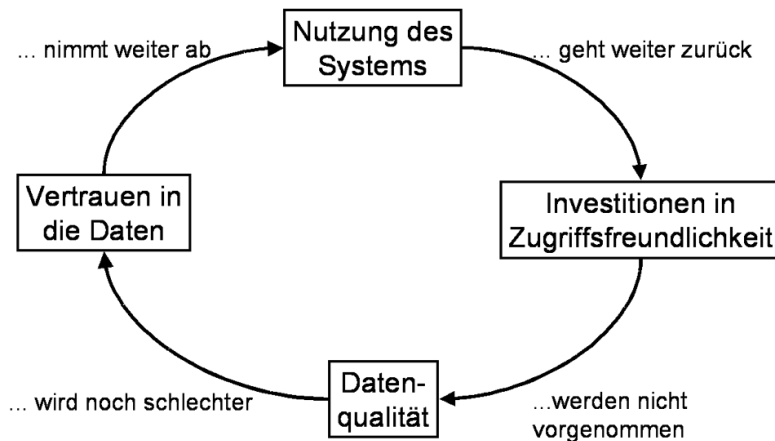 Nutzung des
Systems
... nimmt weiter ab
... geht weiter zurück
Vertrauen in
die Daten
Investitionen in
Zugriffsfreundlichkeit
Daten-
qualität
... wird noch schlechter
...werden nicht
vorgenommen